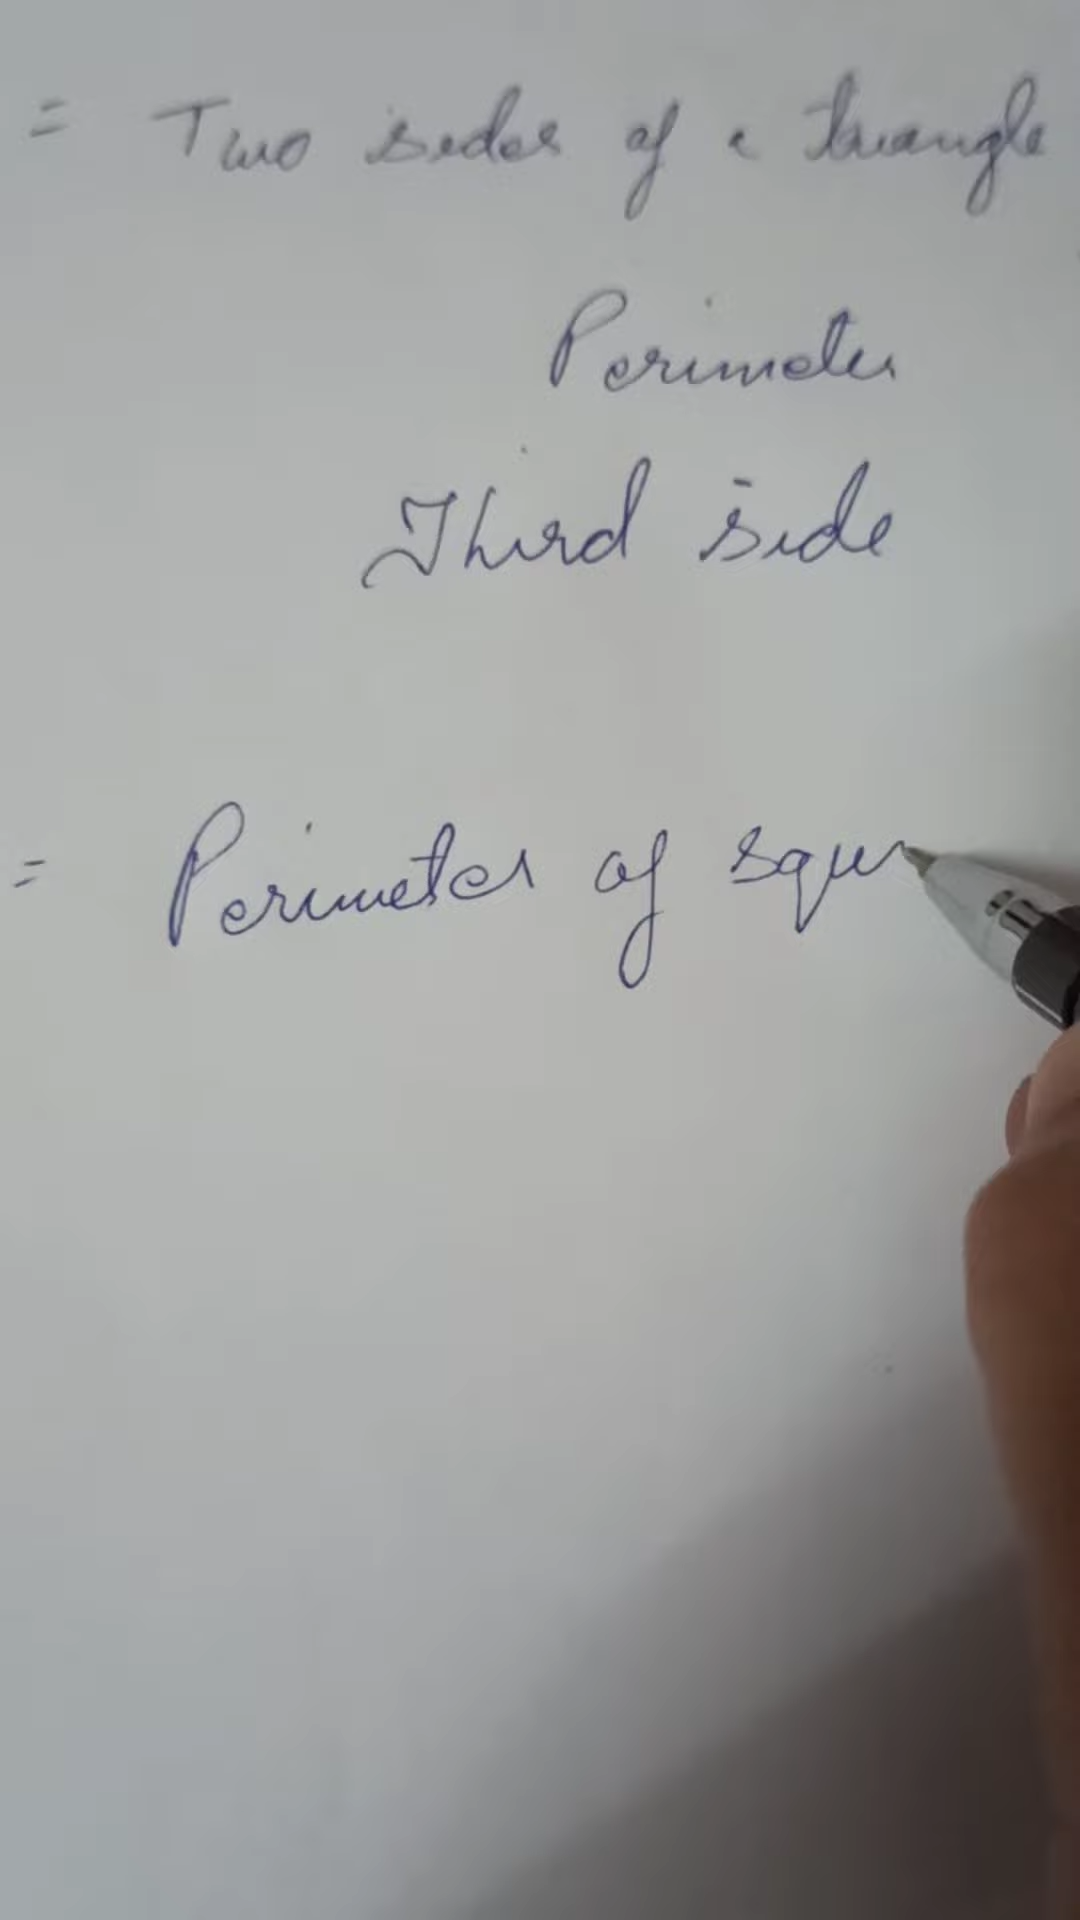 = Two sides of a triangle
Perimeter
Third side
= Perimeter of squ